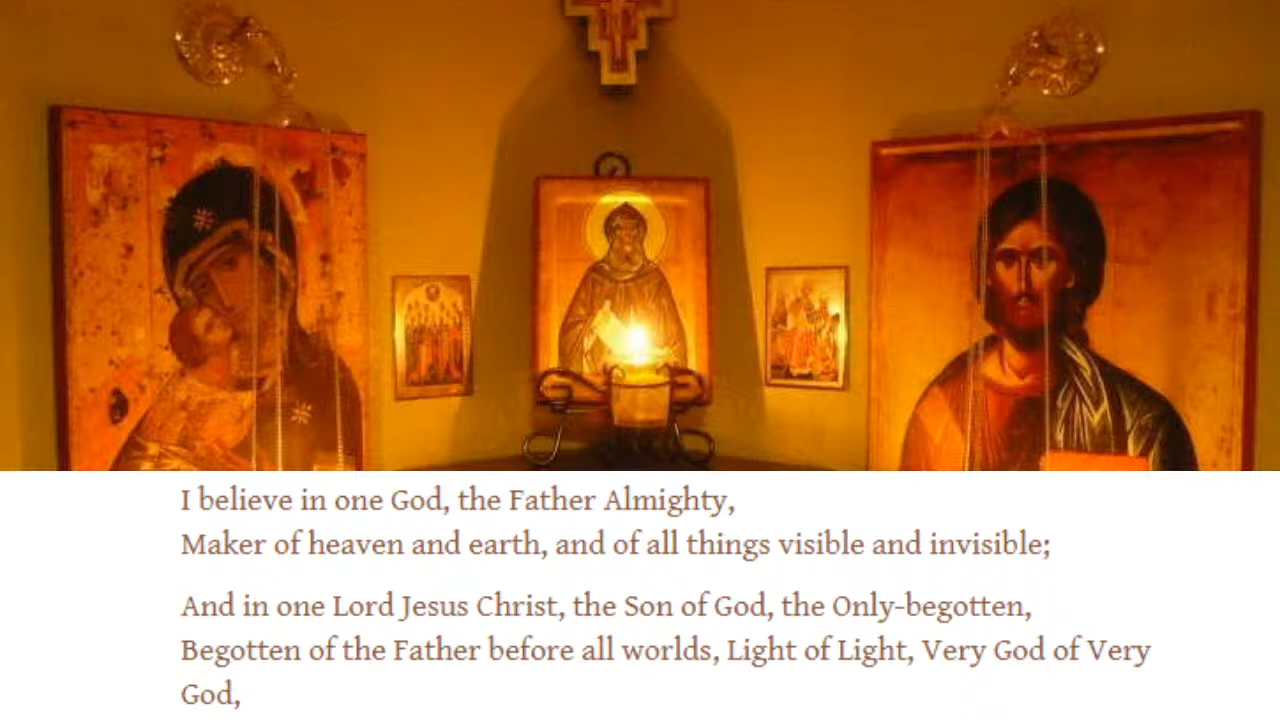 I believe in one God, the Father Almighty,
Maker of heaven and earth, and of all things visible and invisible;
And in one Lord Jesus Christ, the Son of God, the Only-begotten,
Begotten of the Father before all worlds, Light of Light, Very God of Very
God,